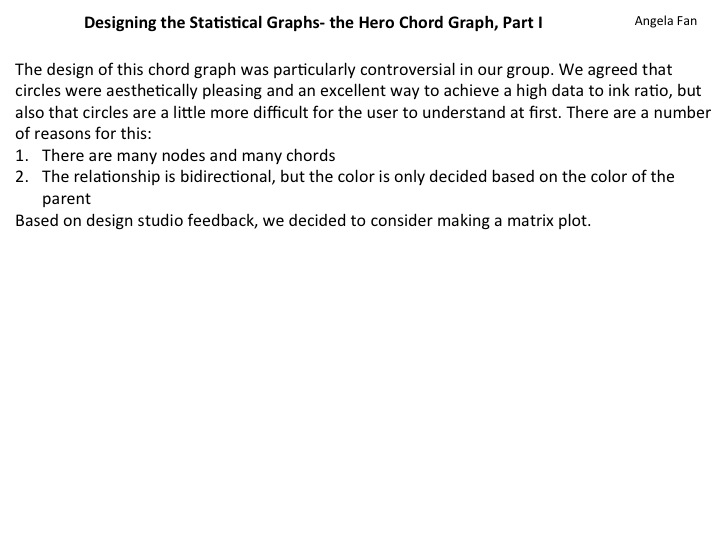 Designing the Statistical Graphs- the Hero Chord Graph, Part I
Angela Fan
The design of this chord graph was particularly controversial in our group. We agreed that
circles were aesthetically pleasing and an excellent way to achieve a high data to ink ratio, but
also that circles are a little more difficult for the user to understand at first. There are a number
of reasons for this:
1. There are many nodes and many chords
2. The relationship is bidirectional, but the color is only decided based on the color of the
parent
Based on design studio feedback, we decided to consider making a matrix plot.